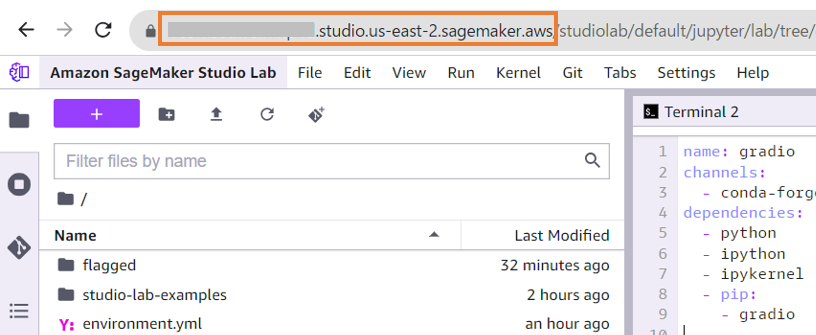 .studio.us-east-2.sagemaker.aws/studiolab/default/jupyter/lab/tree/
Amazon SageMaker Studio Lab File Edit View Run Kernel Git Tabs Settings Help
+
Filter files by name
/
Name Last Modified
flagged 32 minutes ago
studio-lab-examples 2 hours ago
Y: environment.yml an hour ago
Terminal 2
1 name: gradio
2 channels:
3 - conda-forg
4 dependencies:
5 - python
6 - ipython
7 - ipykernel
8 - pip:
9 - gradio
10